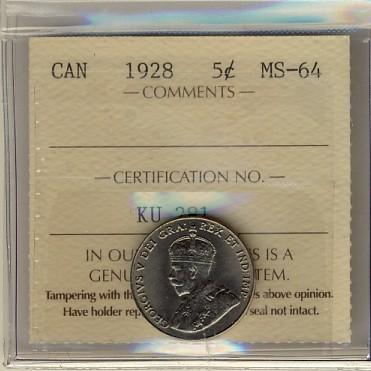 CAN 1928 5¢ MS-64
— COMMENTS —
— CERTIFICATION NO. —
KU 281
IN OU S IS A
GENU TEM.
Tampering with th s above opinion.
Have holder rep /seal not intact.
GEORGIVS V DEI GRA: REX ET IND: IMP: